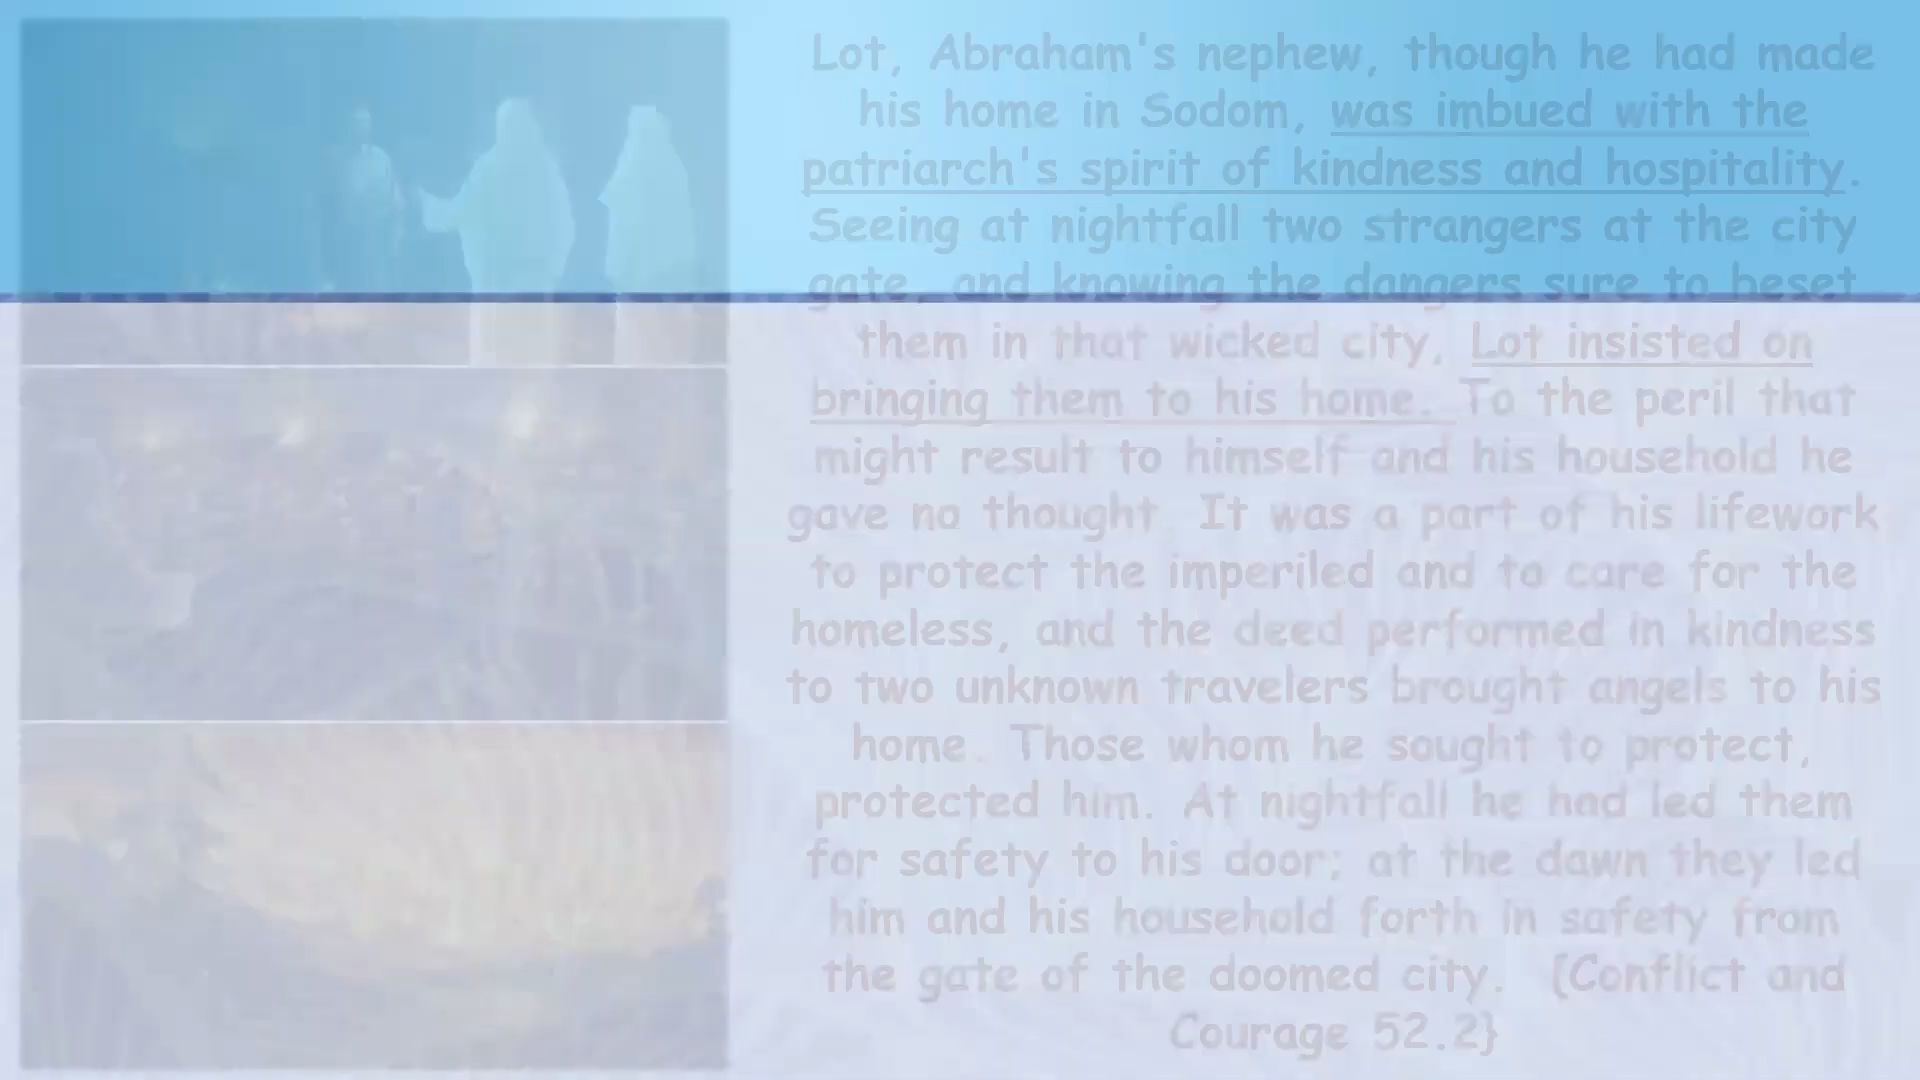 Lot, Abraham's nephew, though he had made
his home in Sodom, was imbued with the
patriarch's spirit of kindness and hospitality.
Seeing at nightfall two strangers at the city
gate, and knowing the dangers sure to beset
them in that wicked city, Lot insisted on
bringing them to his home. To the peril that
might result to himself and his household he
gave no thought. It was a part of his lifework
to protect the imperiled and to care for the
homeless, and the deed performed in kindness
to two unknown travelers brought angels to his
home. Those whom he sought to protect,
protected him. At nightfall he had led them
for safety to his door; at the dawn they led
him and his household forth in safety from
the gate of the doomed city. {Conflict and
Courage 52.2}